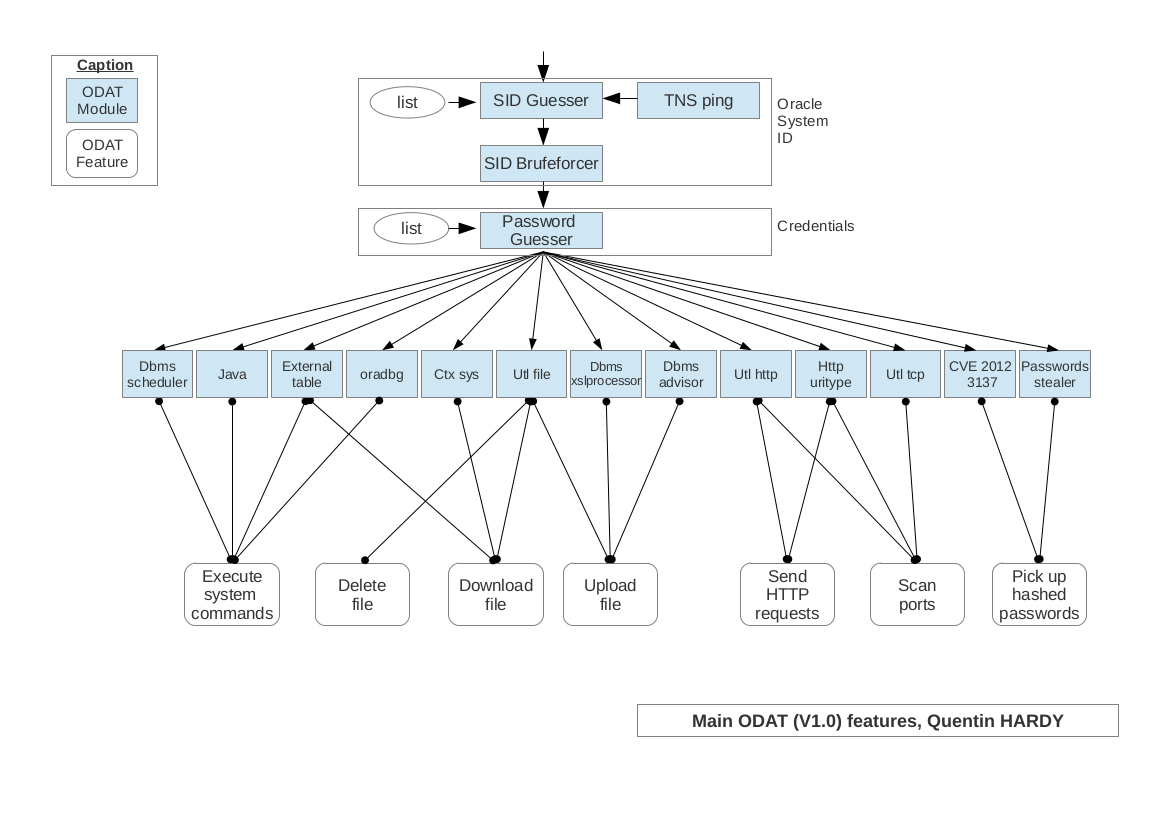 Caption
ODAT
Module
ODAT
Feature
list
SID Guesser
TNS ping
Oracle
System
ID
SID Brufeforcer
list
Password
Guesser
Credentials
Dbms
scheduler
Java
External
table
oradbg
Ctx sys
Utl file
Dbms
xslprocessor
Dbms
advisor
Utl http
Http
uritype
Utl tcp
CVE 2012
3137
Passwords
stealer
Execute
system
commands
Delete
file
Download
file
Upload
file
Send
HTTP
requests
Scan
ports
Pick up
hashed
passwords
Main ODAT (V1.0) features, Quentin HARDY